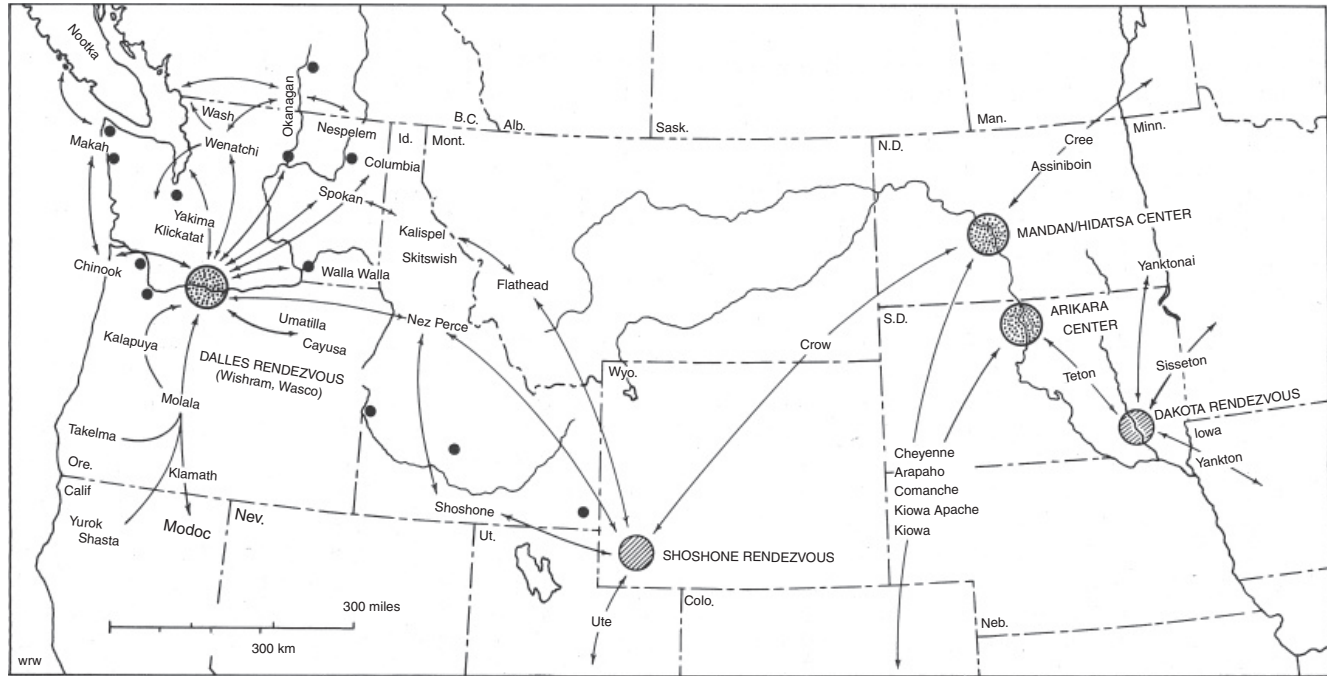 Nootka
Wash
Okanagan
Nespelem
Makah
Wenatchi
Columbia
Id.
Mont.
B.C.
Alb.
Sask.
Man.
N.D.
Minn.
Cree
Assiniboin
Spokan
Yakima
Klickatat
Kalispel
Skitswish
MANDAN/HIDATSA CENTER
Chinook
Walla Walla
Flathead
Yanktonai
Umatilla
Cayusa
Nez Perce
S.D.
ARIKARA
CENTER
Kalapuya
DALLES RENDEZVOUS
(Wishram, Wasco)
Crow
Wyo.
Teton
Sisseton
Molala
DAKOTA RENDEZVOUS
Takelma
Iowa
Yankton
Klamath
Ore.
Calif
Cheyenne
Arapaho
Comanche
Kiowa Apache
Kiowa
Yurok
Shasta
Modoc
Nev.
Shoshone
Ut.
SHOSHONE RENDEZVOUS
300 miles
300 km
Colo.
Ute
Neb.
wrw